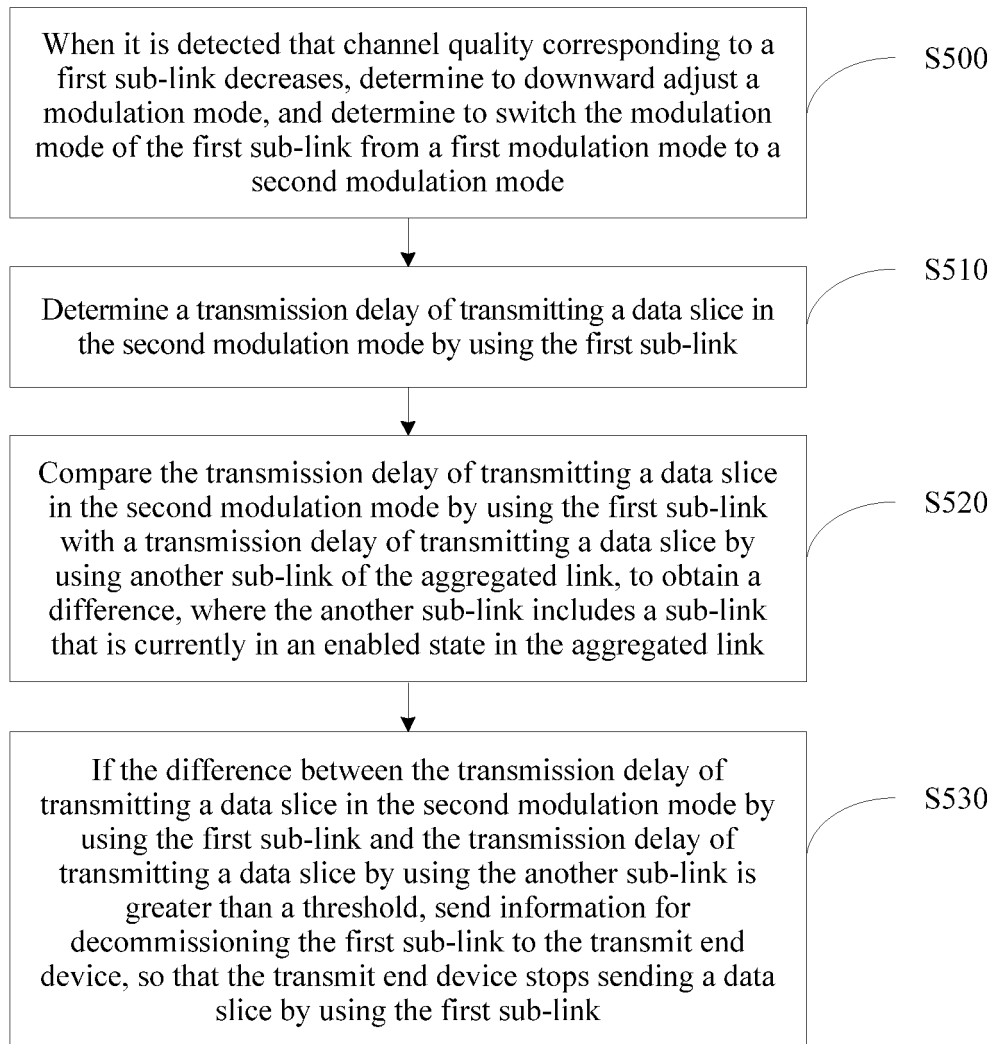 When it is detected that channel quality corresponding to a
first sub-link decreases, determine to downward adjust a
modulation mode, and determine to switch the modulation
mode of the first sub-link from a first modulation mode to a
second modulation mode
S500
Determine a transmission delay of transmitting a data slice in
the second modulation mode by using the first sub-link
S510
Compare the transmission delay of transmitting a data slice
in the second modulation mode by using the first sub-link
with a transmission delay of transmitting a data slice by
using another sub-link of the aggregated link, to obtain a
difference, where the another sub-link includes a sub-link
that is currently in an enabled state in the aggregated link
S520
If the difference between the transmission delay of
transmitting a data slice in the second modulation mode by
using the first sub-link and the transmission delay of
transmitting a data slice by using the another sub-link is
greater than a threshold, send information for
decommissioning the first sub-link to the transmit end
device, so that the transmit end device stops sending a data
slice by using the first sub-link
S530